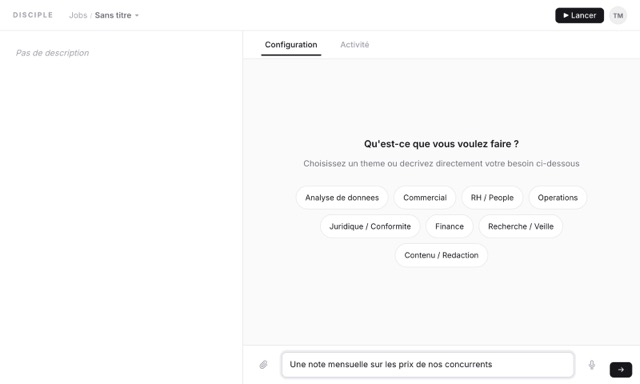 DISCIPLE
Jobs / Sans titre
Lancer
TM
Pas de description
Configuration
Activité
Qu'est-ce que vous voulez faire ?
Choisissez un theme ou decrivez directement votre besoin ci-dessous
Analyse de donnees
Commercial
RH / People
Operations
Juridique / Conformite
Finance
Recherche / Veille
Contenu / Redaction
Une note mensuelle sur les prix de nos concurrents